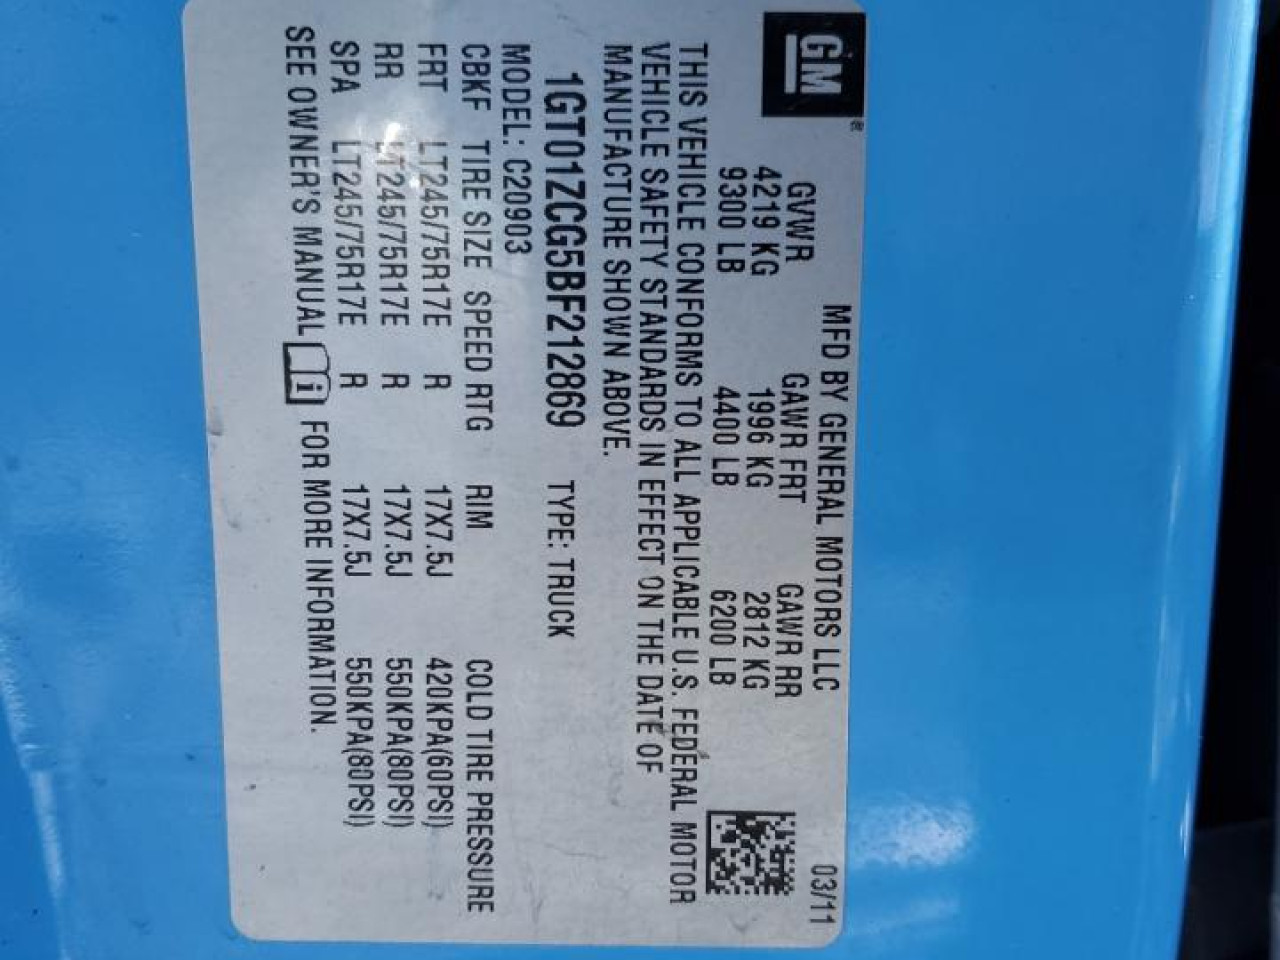 GM
MFD BY GENERAL MOTORS LLC 03/11
GVWR GAWR FRT GAWR RR
4219 KG 1996 KG 2812 KG
9300 LB 4400 LB 6200 LB
THIS VEHICLE CONFORMS TO ALL APPLICABLE U.S. FEDERAL MOTOR
VEHICLE SAFETY STANDARDS IN EFFECT ON THE DATE OF
MANUFACTURE SHOWN ABOVE.
1GT01ZCG5BF212869 TYPE: TRUCK
MODEL: C20903
CBKF TIRE SIZE SPEED RTG RIM COLD TIRE PRESSURE
FRT LT245/75R17E R 17X7.5J 420KPA(60PSI)
RR LT245/75R17E R 17X7.5J 550KPA(80PSI)
SPA LT245/75R17E R 17X7.5J 550KPA(80PSI)
SEE OWNER'S MANUAL i FOR MORE INFORMATION.